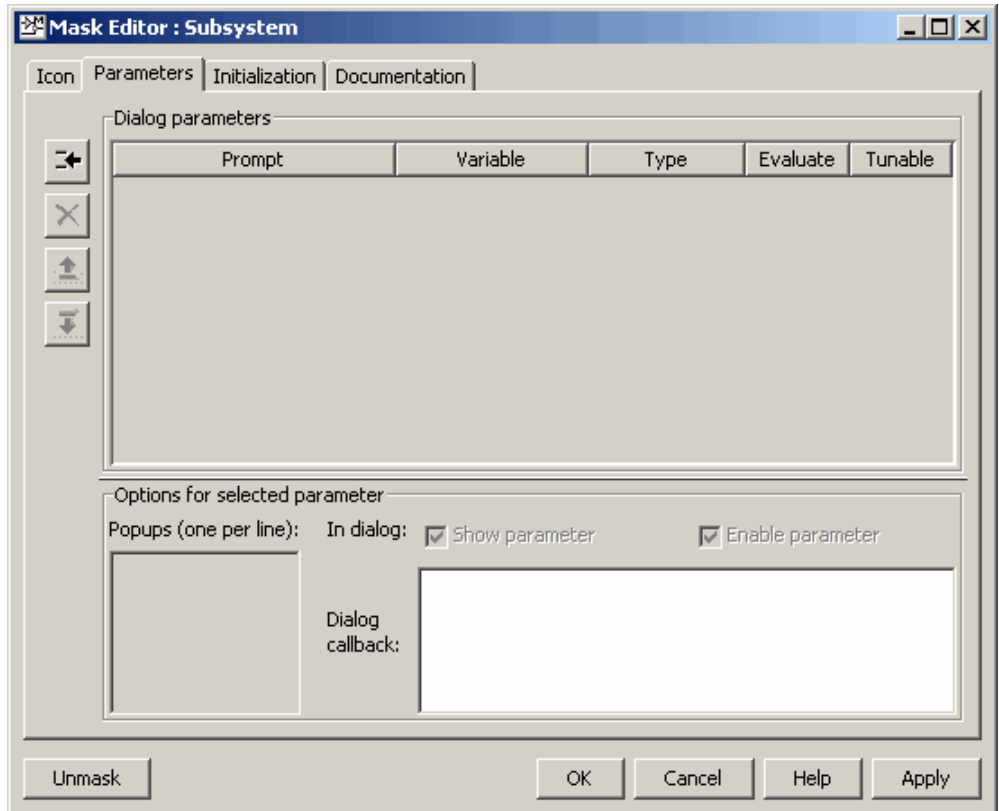 Mask Editor : Subsystem
Icon Parameters Initialization Documentation
Dialog parameters
Prompt Variable Type Evaluate Tunable
Options for selected parameter
Popups (one per line): In dialog: Show parameter Enable parameter
Dialog
callback:
Unmask OK Cancel Help Apply